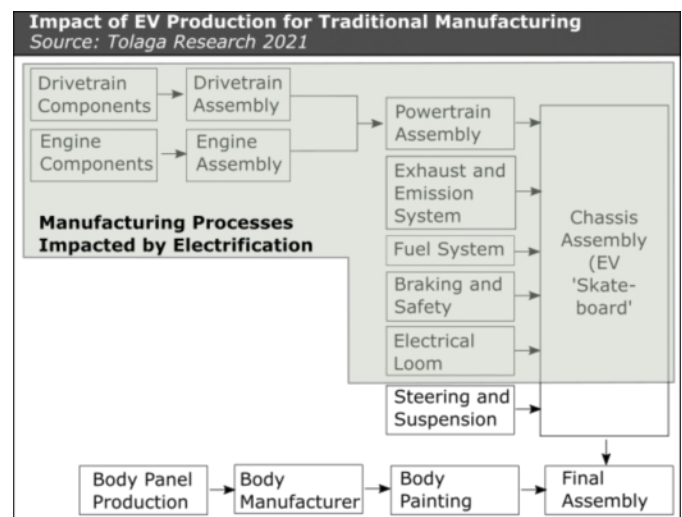 Impact of EV Production for Traditional Manufacturing
Source: Tolaga Research 2021
Drivetrain
Components
Drivetrain
Assembly
Engine
Components
Engine
Assembly
Powertrain
Assembly
Exhaust and
Emission
System
Fuel System
Braking and
Safety
Electrical
Loom
Steering and
Suspension
Chassis
Assembly
(EV
'Skate-
board'
Manufacturing Processes
Impacted by Electrification
Body Panel
Production
Body
Manufacturer
Body
Painting
Final
Assembly